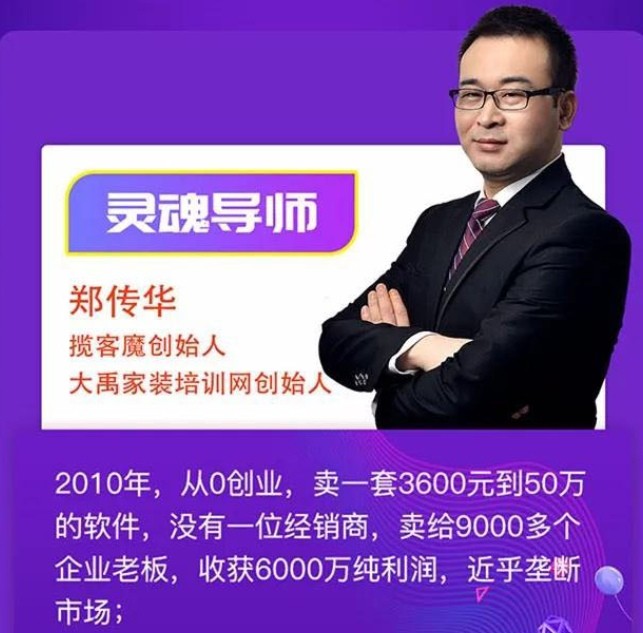 灵魂导师
郑传华
揽客魔创始人
大禹家装培训网创始人
2010年，从0创业，卖一套3600元到50万
的软件，没有一位经销商，卖给9000多个
企业老板，收获6000万纯利润，近乎垄断
市场；